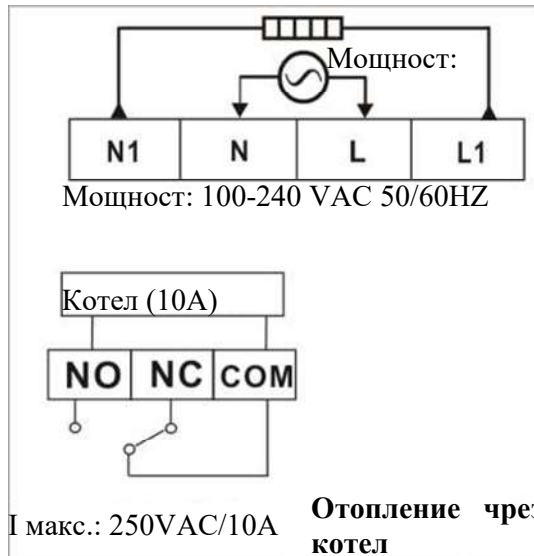 Мощност:
N1 N L L1
Мощност: 100-240 VAC 50/60HZ
Котел (10A)
NO NC COM
I макс.: 250VAC/10A
Отопление чрез
котел